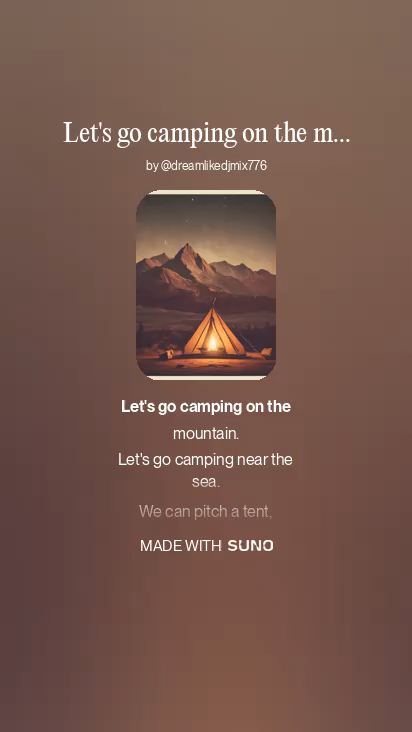 Let's go camping on the m...
by @dreamlikedjmix776
Let's go camping on the
mountain.
Let's go camping near the
sea.
We can pitch a tent,
MADE WITH SUNO